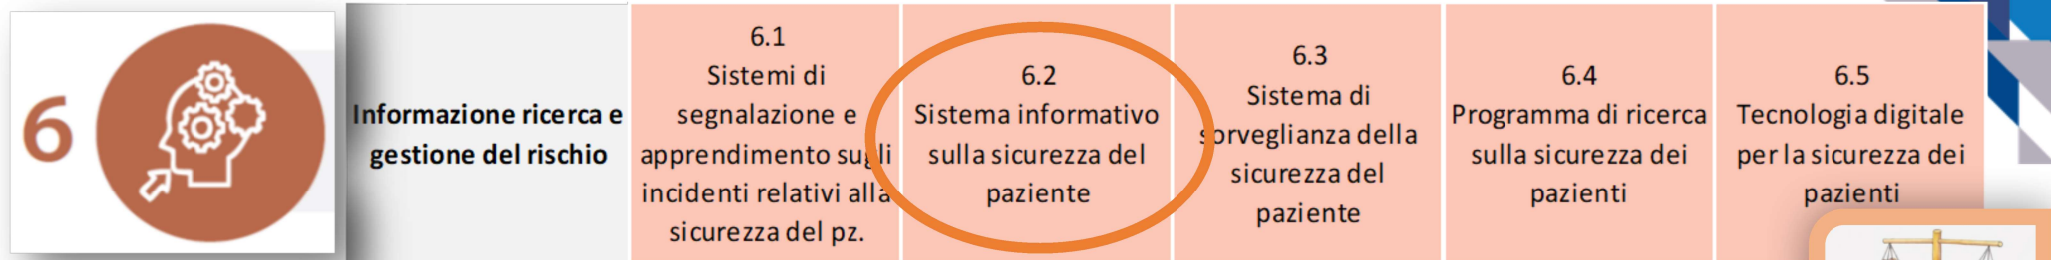 6
Informazione ricerca e
gestione del rischio
6.1
Sistemi di
segnalazione e
apprendimento sugli
incidenti relativi alla
sicurezza del pz.
6.2
Sistema informativo
sulla sicurezza del
paziente
6.3
Sistema di
sorveglianza della
sicurezza del
paziente
6.4
Programma di ricerca
sulla sicurezza dei
pazienti
6.5
Tecnologia digitale
per la sicurezza dei
pazienti